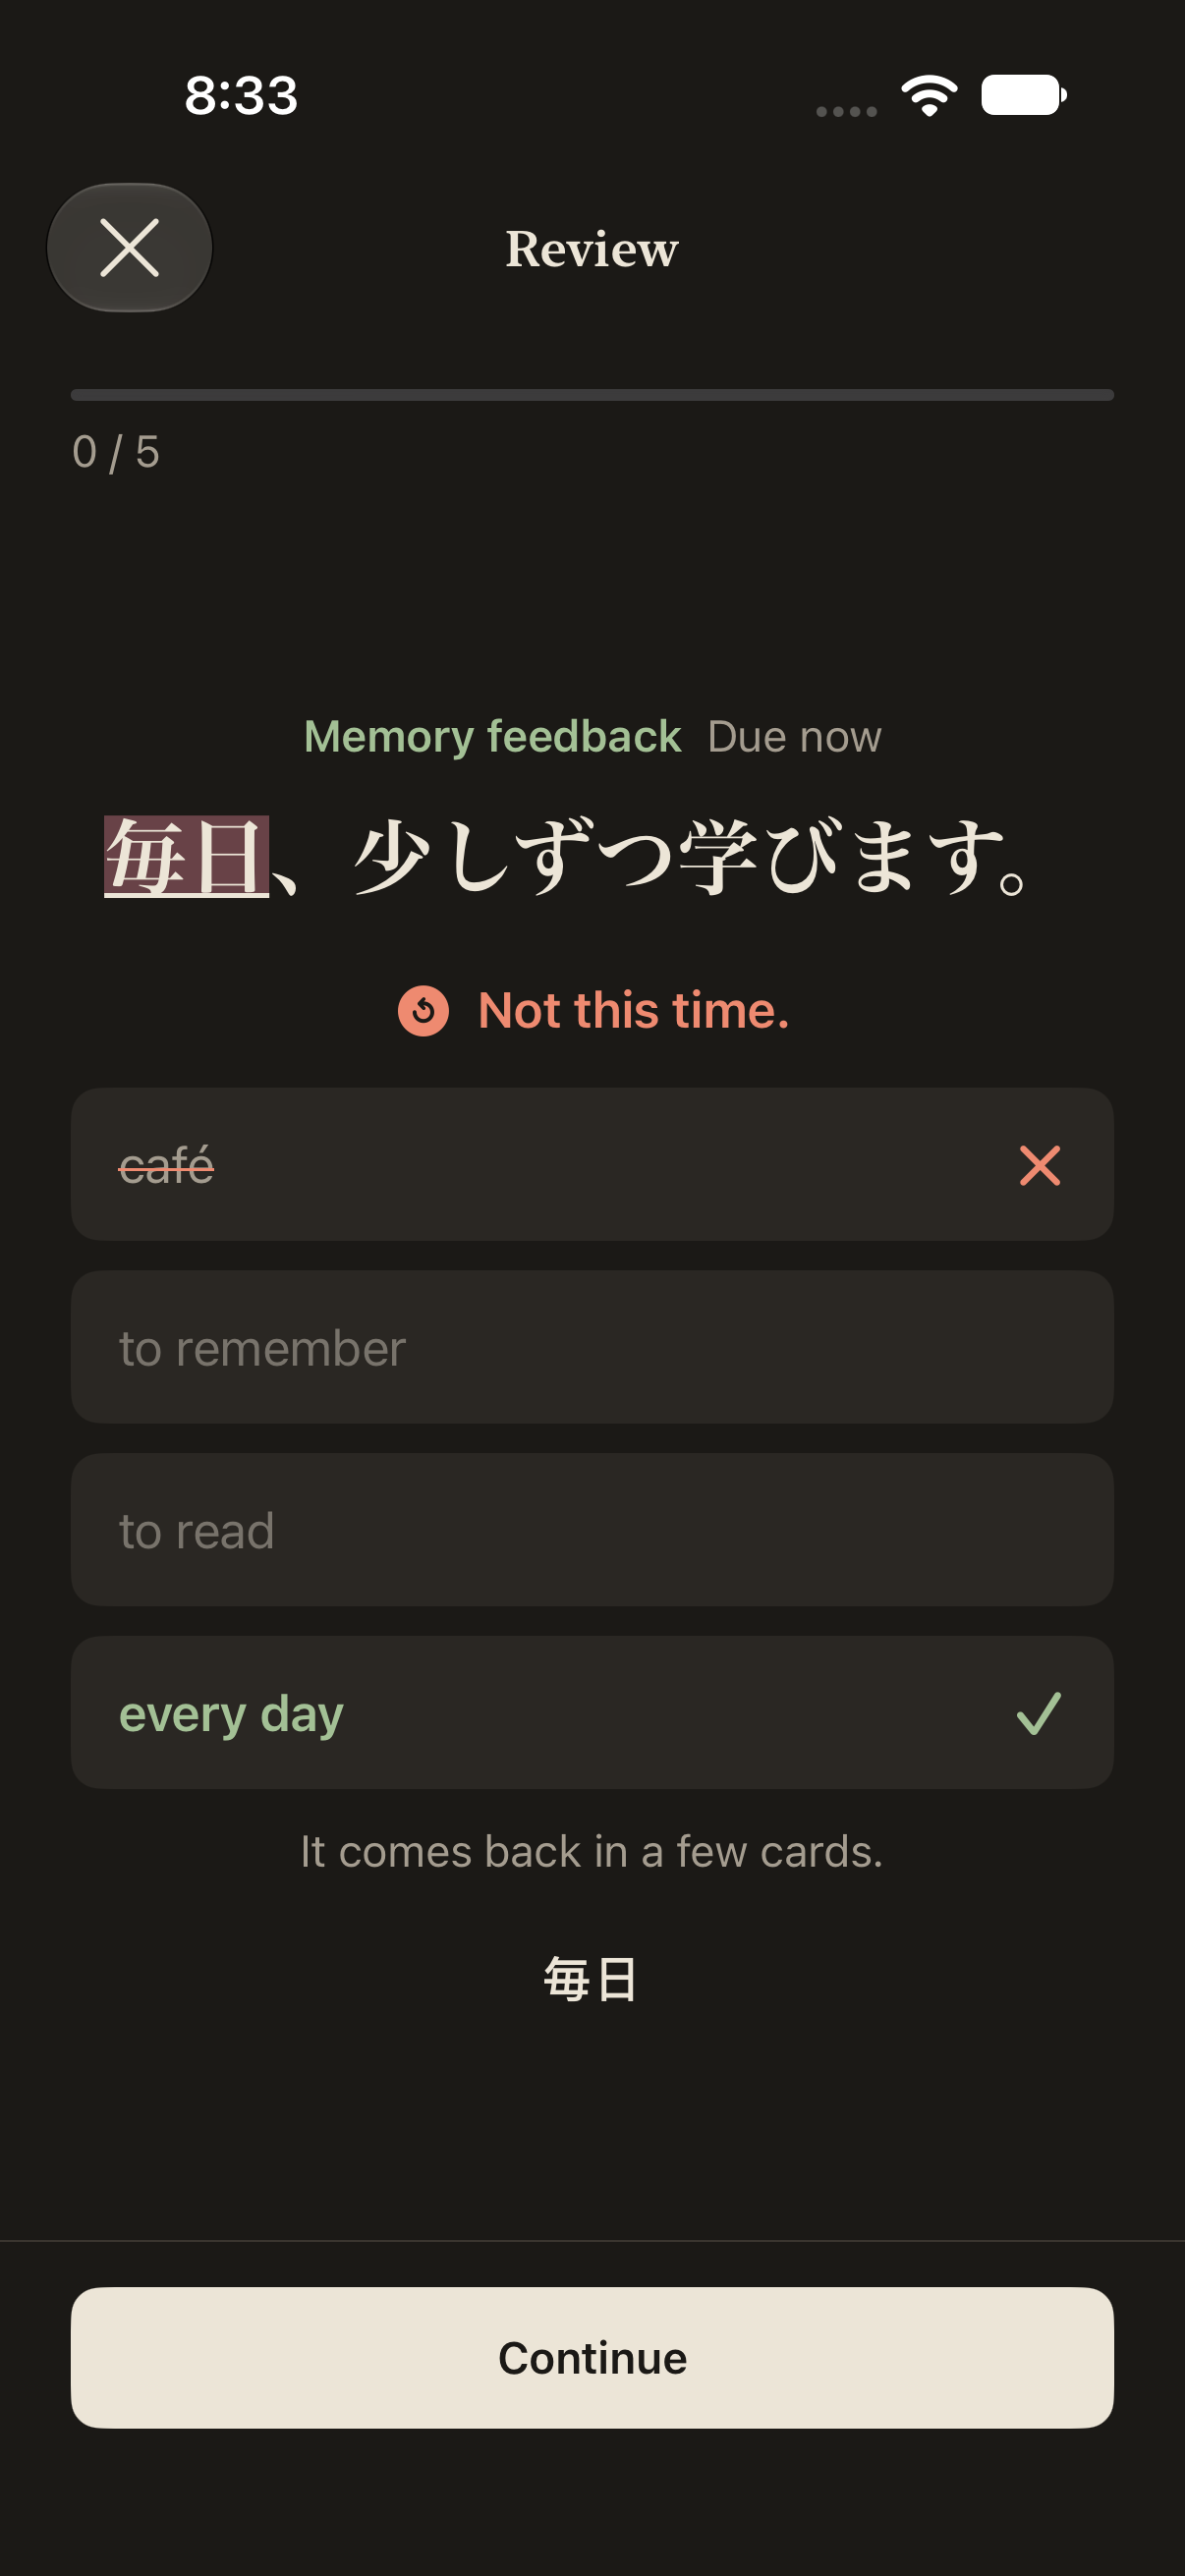 8:33
Review
0 / 5
Memory feedback Due now
毎日、少しずつ学びます。
Not this time.
café
to remember
to read
every day
It comes back in a few cards.
毎日
Continue